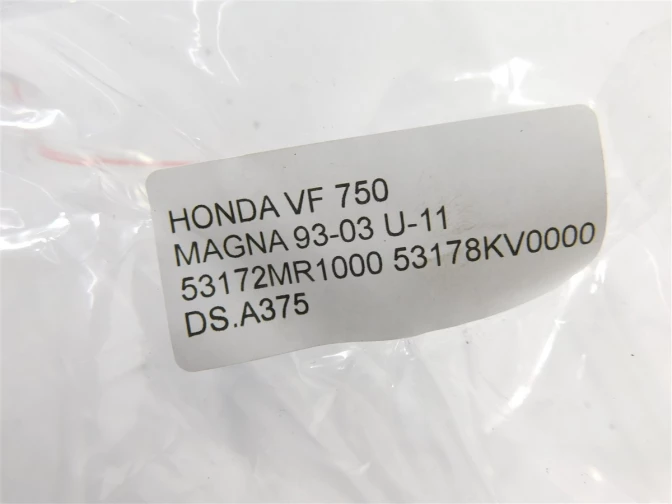 HONDA VF 750
MAGNA 93-03 U-11
53172MR1000 53178KV0000
DS.A375